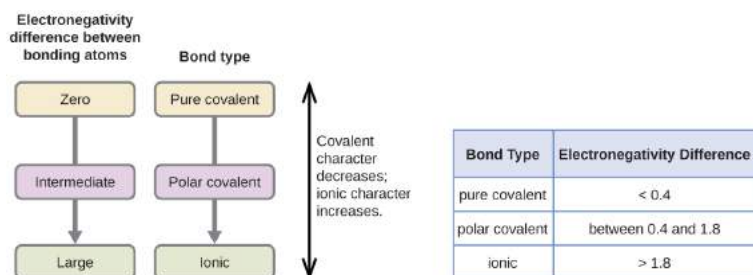 Electronegativity
difference between
bonding atoms
Bond type
Zero
Pure covalent
Intermediate
Polar covalent
Large
Ionic
Covalent
character
decreases;
ionic character
increases.
Bond Type Electronegativity Difference
pure covalent < 0.4
polar covalent between 0.4 and 1.8
ionic > 1.8